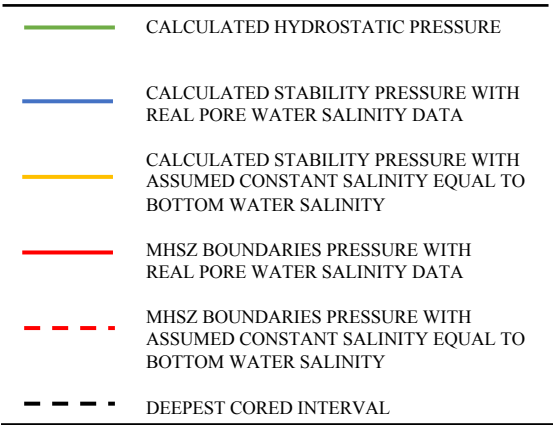 CALCULATED HYDROSTATIC PRESSURE
CALCULATED STABILITY PRESSURE WITH
REAL PORE WATER SALINITY DATA
CALCULATED STABILITY PRESSURE WITH
ASSUMED CONSTANT SALINITY EQUAL TO
BOTTOM WATER SALINITY
MHSZ BOUNDARIES PRESSURE WITH
REAL PORE WATER SALINITY DATA
MHSZ BOUNDARIES PRESSURE WITH
ASSUMED CONSTANT SALINITY EQUAL TO
BOTTOM WATER SALINITY
DEEPEST CORED INTERVAL